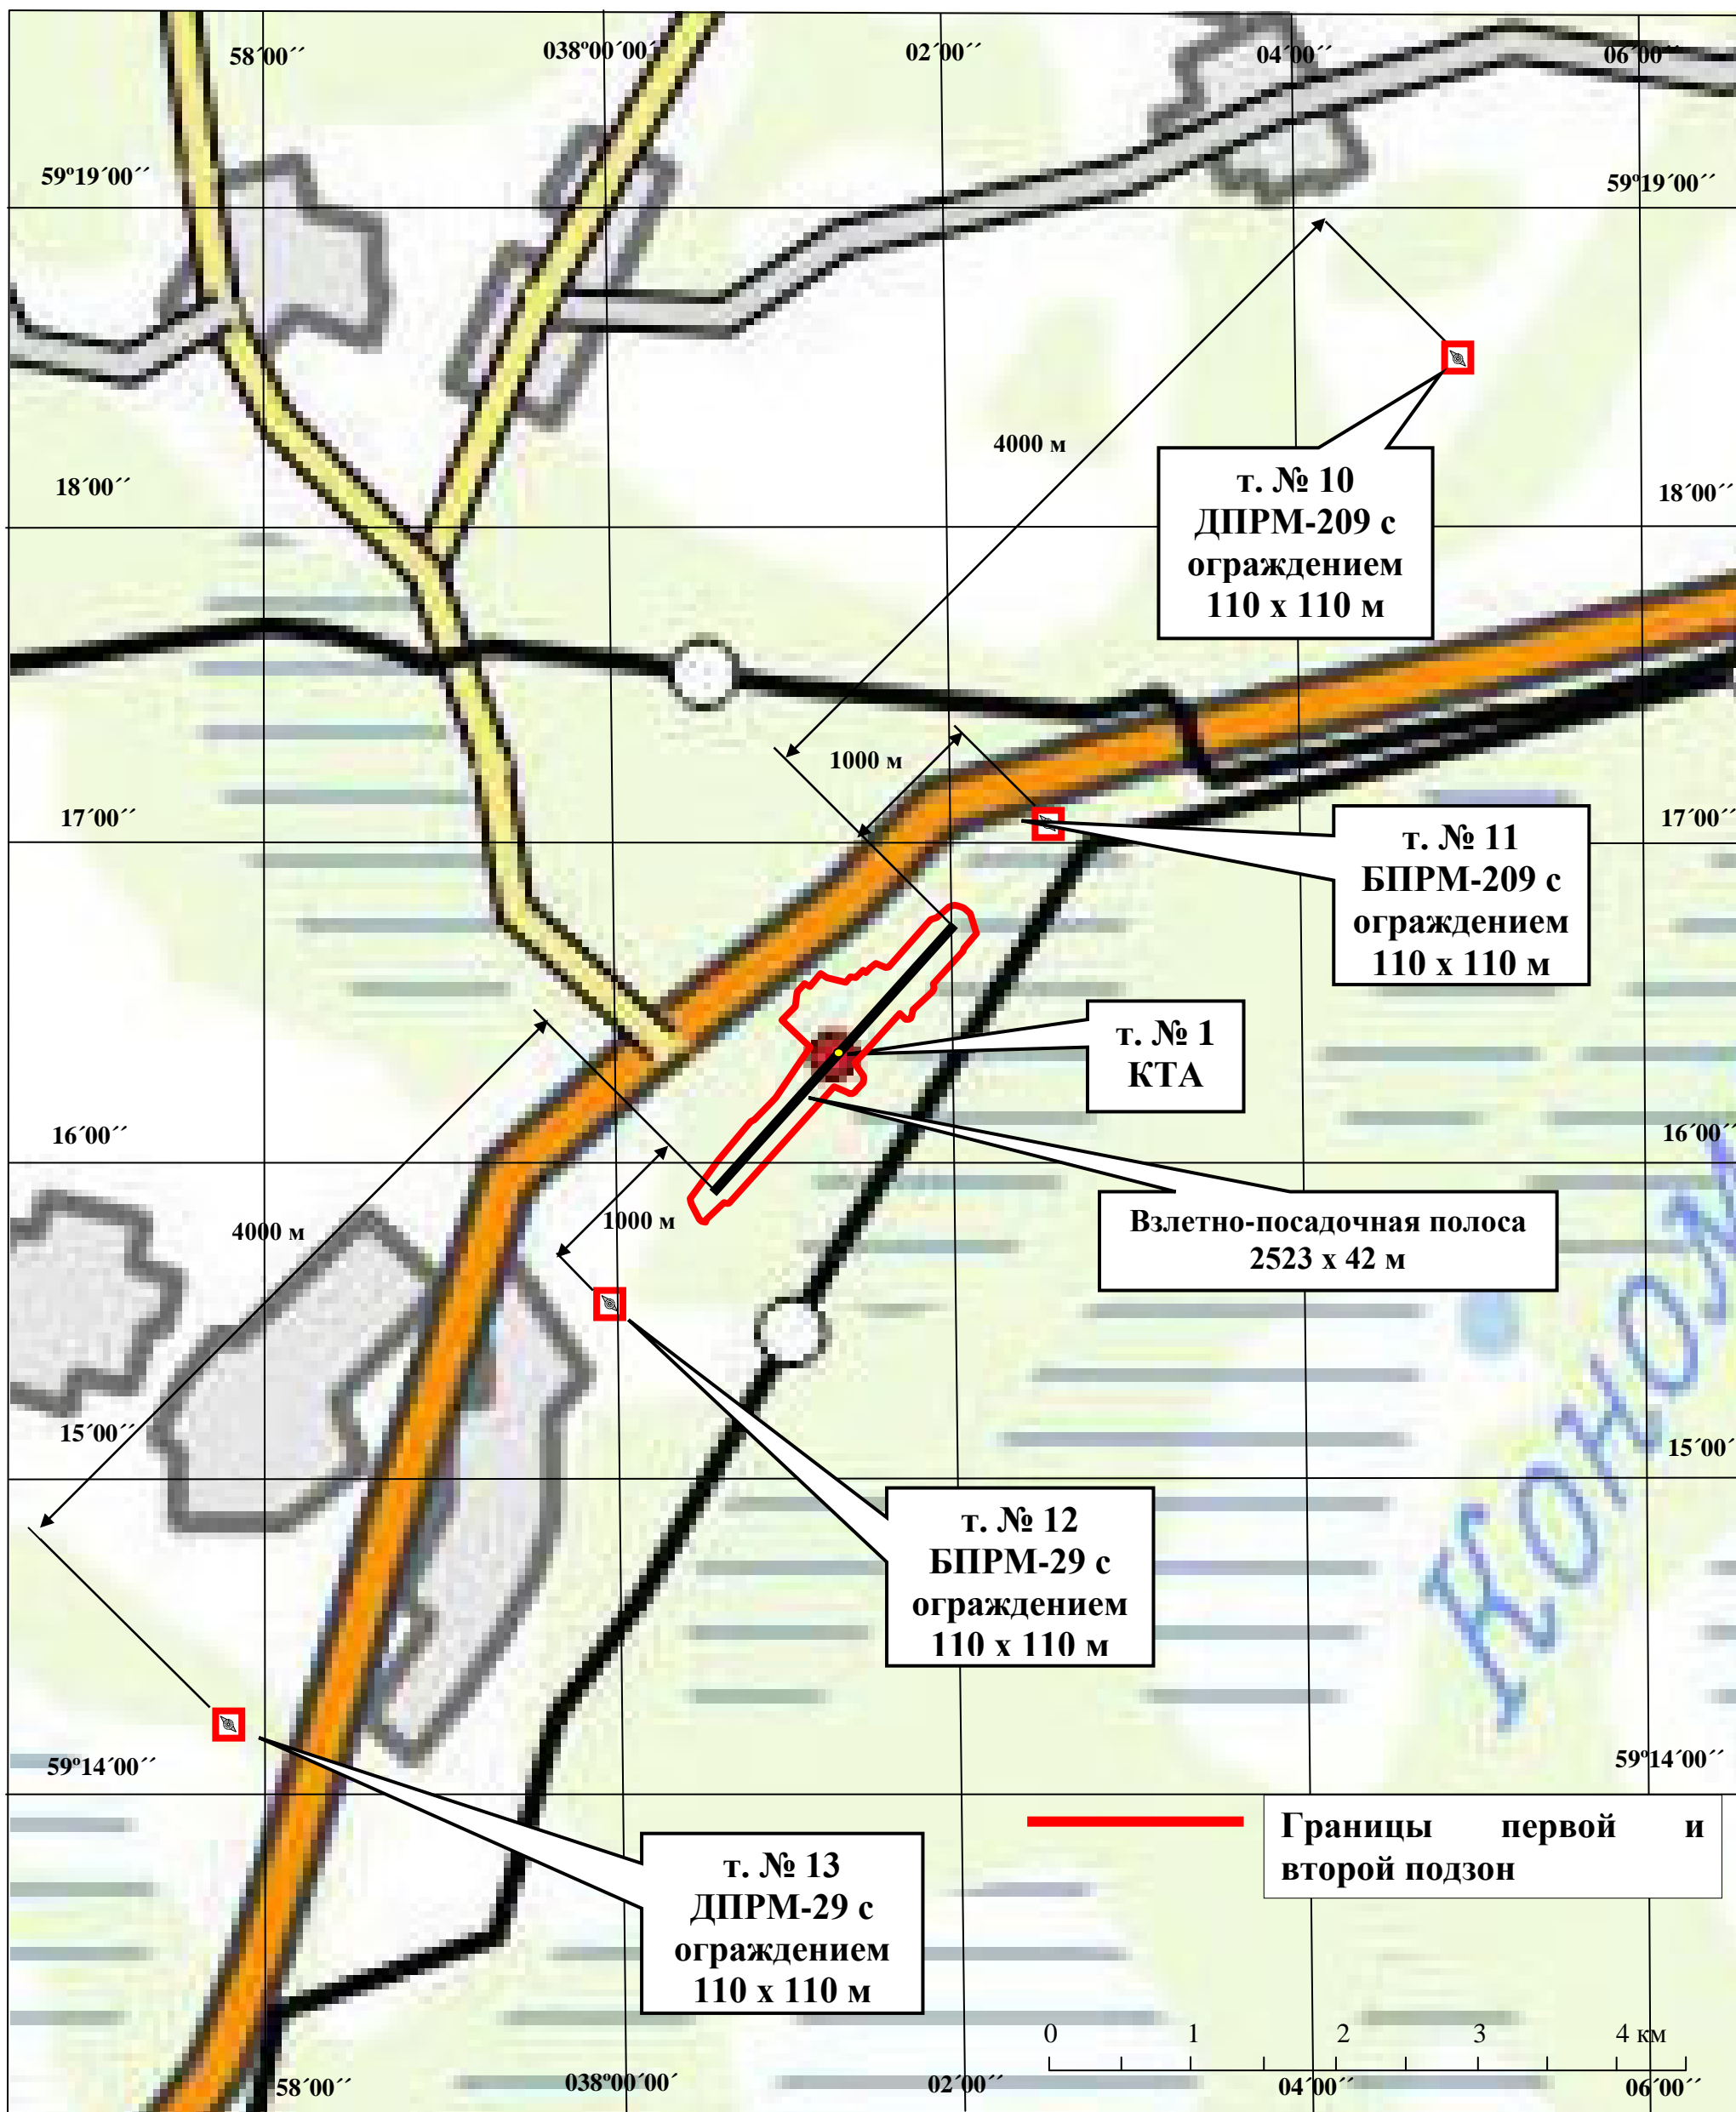 58´00´´
038º00´00´
02´00´´
04´00´´
06´00´´
59º19´00´´
59º19´00´´
4000 м
т. № 10
ДПРМ-209 с
ограждением
110 х 110 м
18´00´´
18´00´´
1000 м
17´00´´
17´00´´
т. № 11
БПРМ-209 с
ограждением
110 х 110 м
т. № 1
КТА
16´00´´
16´00´´
4000 м
1000 м
Взлетно-посадочная полоса
2523 х 42 м
15´00´´
15´00´
Конон
т. № 12
БПРМ-29 с
ограждением
110 х 110 м
59º14´00´´
59º14´00´´
Границы первой и
второй подзон
т. № 13
ДПРМ-29 с
ограждением
110 х 110 м
0 1 2 3 4 км
58´00´´
038º00´00´
02´00´´
04´00´´
06´00´´